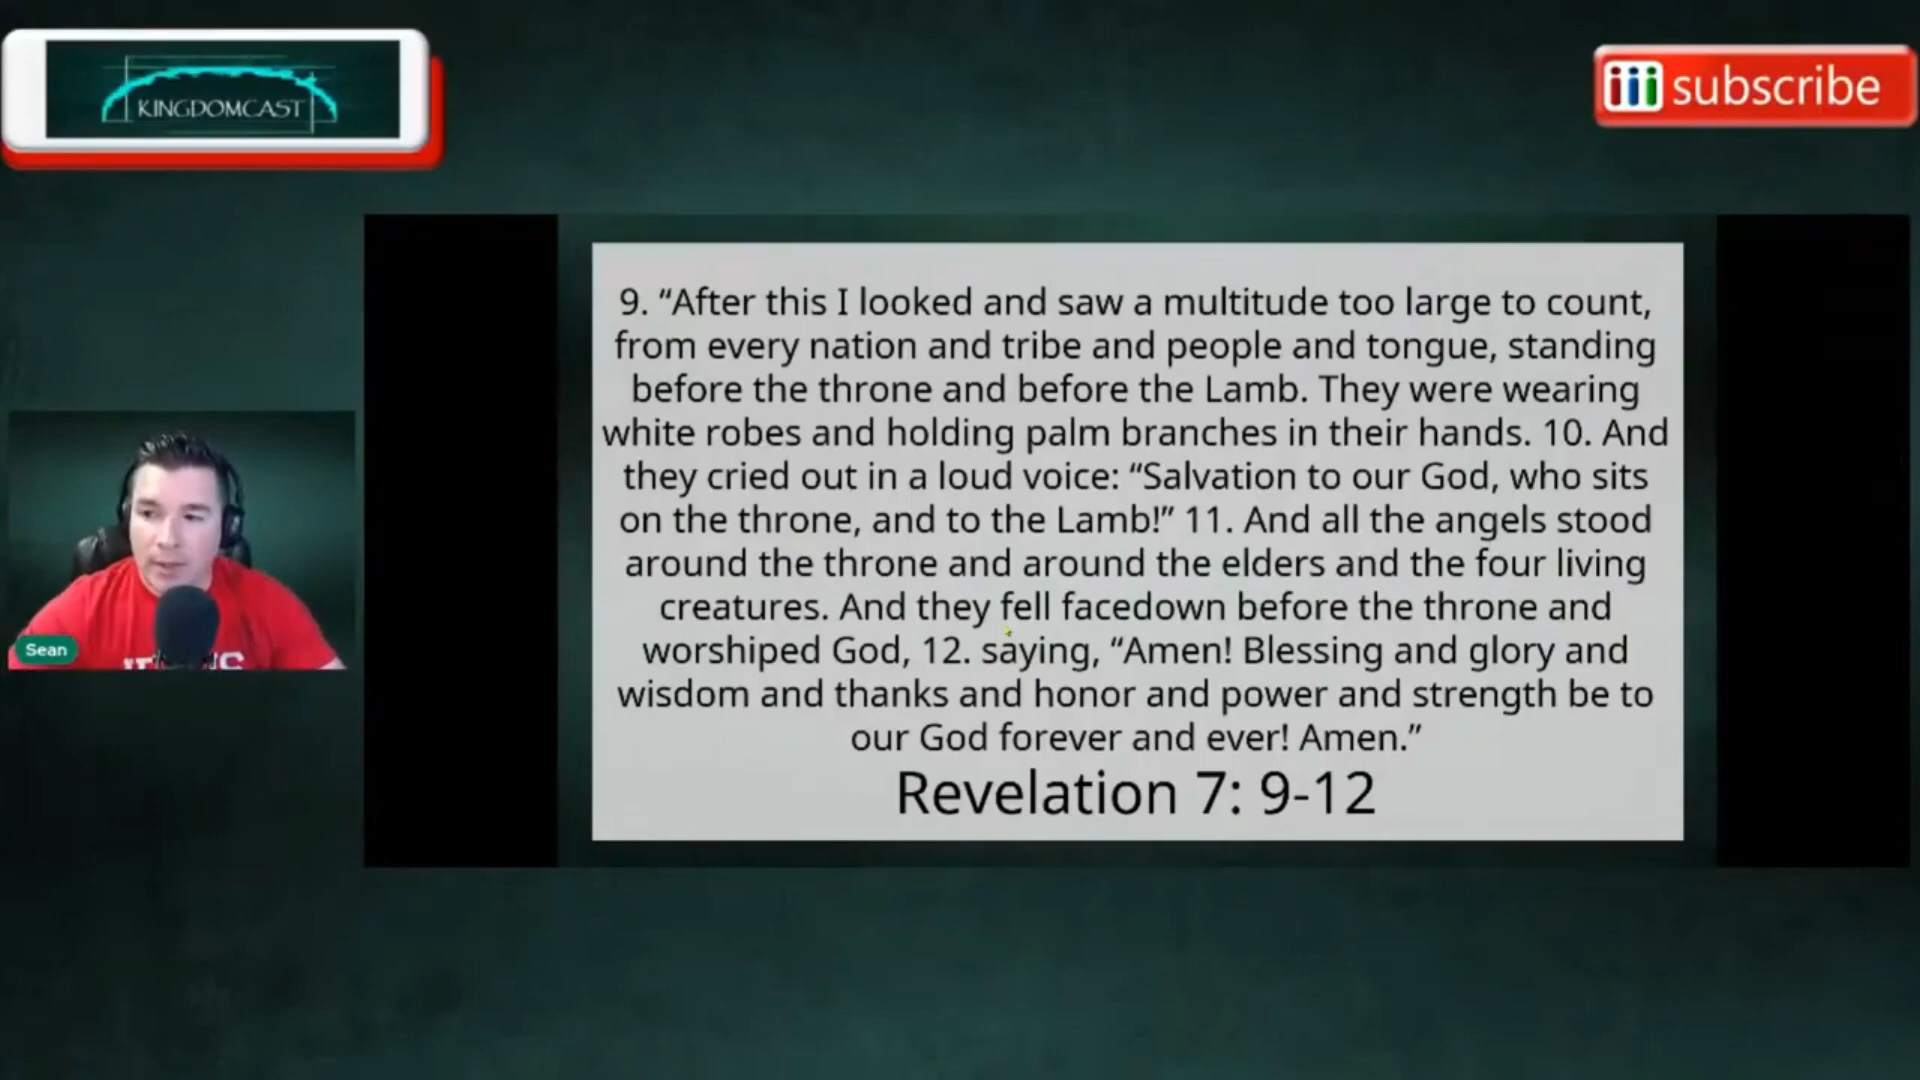 KINGDOMCAST
subscribe
9. “After this I looked and saw a multitude too large to count,
from every nation and tribe and people and tongue, standing
before the throne and before the Lamb. They were wearing
white robes and holding palm branches in their hands. 10. And
they cried out in a loud voice: “Salvation to our God, who sits
on the throne, and to the Lamb!” 11. And all the angels stood
around the throne and around the elders and the four living
creatures. And they fell facedown before the throne and
worshiped God, 12. saying, “Amen! Blessing and glory and
wisdom and thanks and honor and power and strength be to
our God forever and ever! Amen.”
Revelation 7: 9-12
Sean